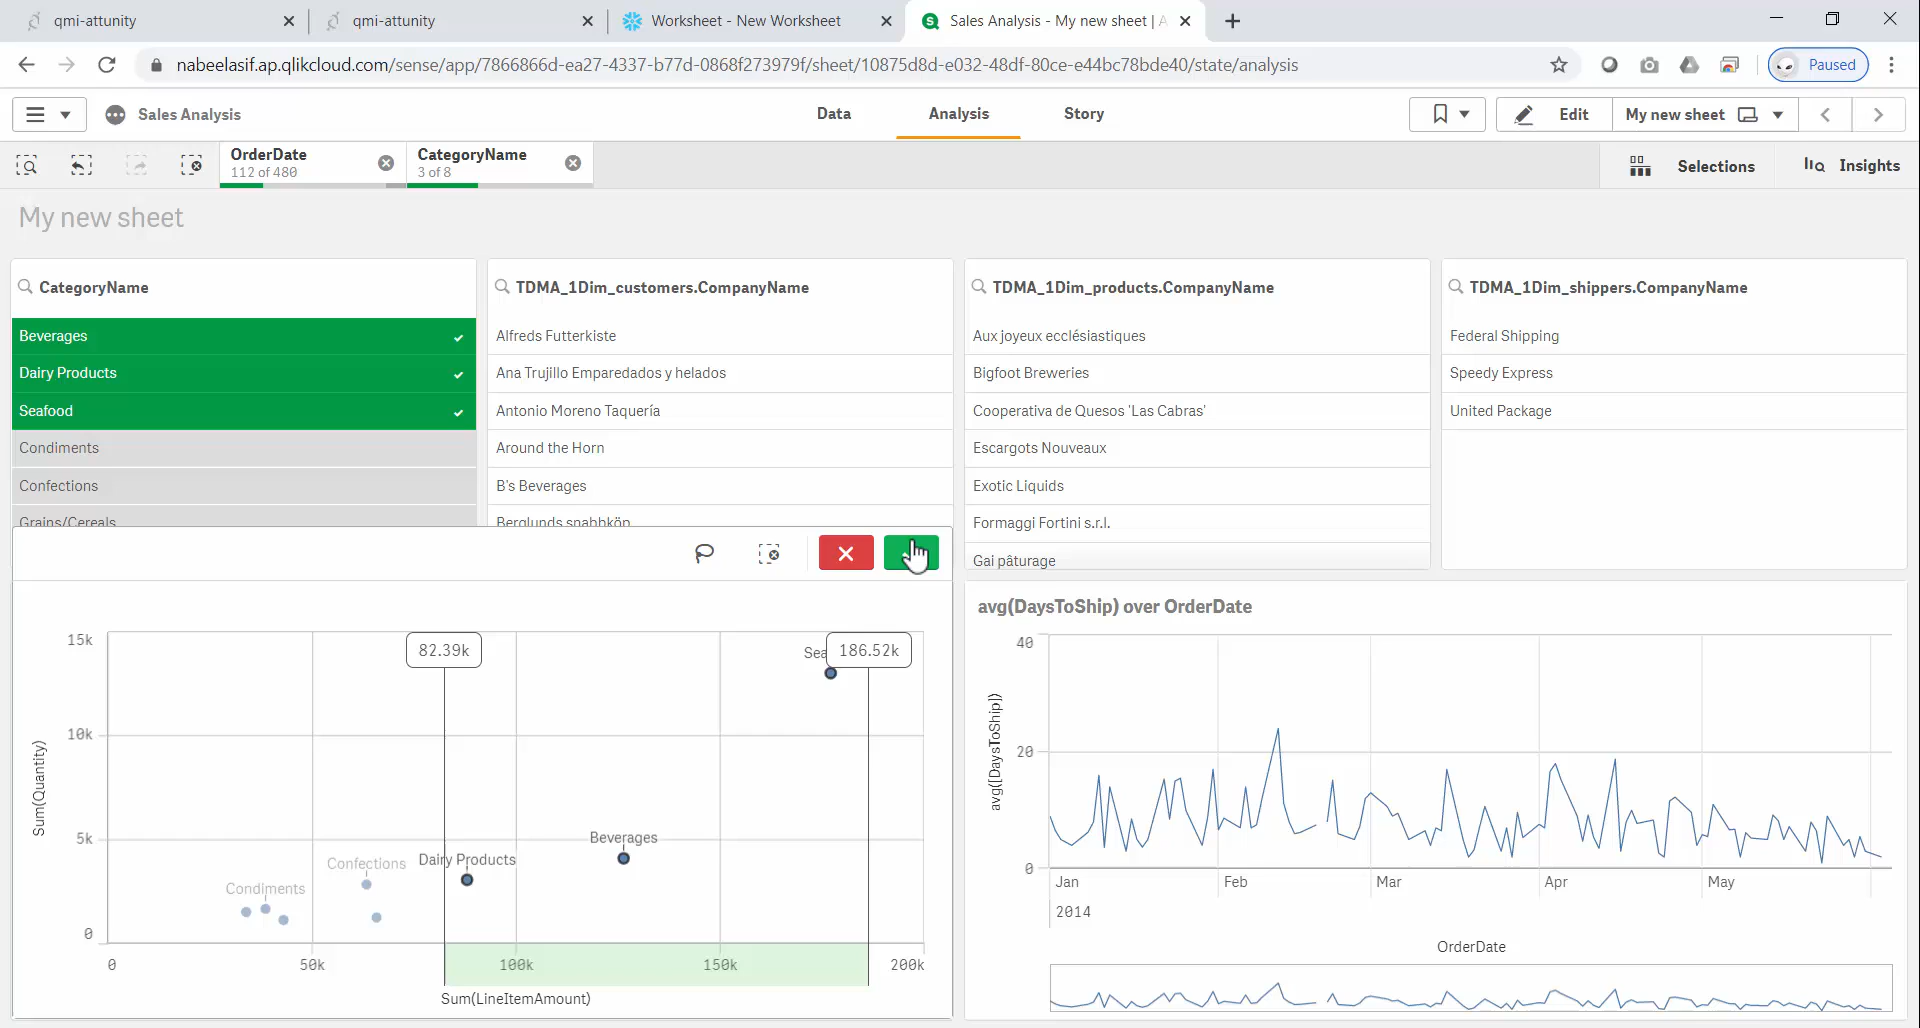 qmi-attunity
qmi-attunity
Worksheet - New Worksheet
Sales Analysis - My new sheet | A
nabeelasif.ap.qlikcloud.com/sense/app/7866866d-ea27-4337-b77d-0868f273979f/sheet/10875d8d-e032-48df-80ce-e44bc78bde40/state/analysis
Paused
Sales Analysis
Data
Analysis
Story
Edit
My new sheet
OrderDate
112 of 480
CategoryName
3 of 8
Selections
Insights
My new sheet
CategoryName
Beverages
Dairy Products
Seafood
Condiments
Confections
Grains/Cereals
TDMA_1Dim_customers.CompanyName
Alfreds Futterkiste
Ana Trujillo Emparedados y helados
Antonio Moreno Taquería
Around the Horn
B's Beverages
Berglunds snabbköp
TDMA_1Dim_products.CompanyName
Aux joyeux ecclésiastiques
Bigfoot Breweries
Cooperativa de Quesos 'Las Cabras'
Escargots Nouveaux
Exotic Liquids
Formaggi Fortini s.r.l.
Gai pâturage
TDMA_1Dim_shippers.CompanyName
Federal Shipping
Speedy Express
United Package
15k
10k
5k
0
Sum(Quantity)
82.39k
186.52k
Sea
Beverages
Dairy Products
Confections
Condiments
0
50k
100k
150k
200k
Sum(LineItemAmount)
avg(DaysToShip) over OrderDate
40
20
0
avg([DaysToShip])
Jan
Feb
Mar
Apr
May
2014
OrderDate